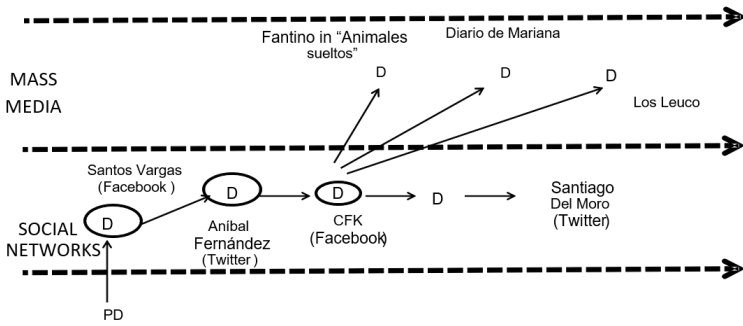 Fantino in “Animales
sueltos”
Diario de Mariana
D
D
D
MASS
MEDIA
Los Leuco
Santos Vargas
(Facebook )
D
D
D
D
Santiago
Del Moro
(Twitter)
SOCIAL
NETWORKS
Aníbal
Fernández
(Twitter )
CFK
(Facebook)
PD